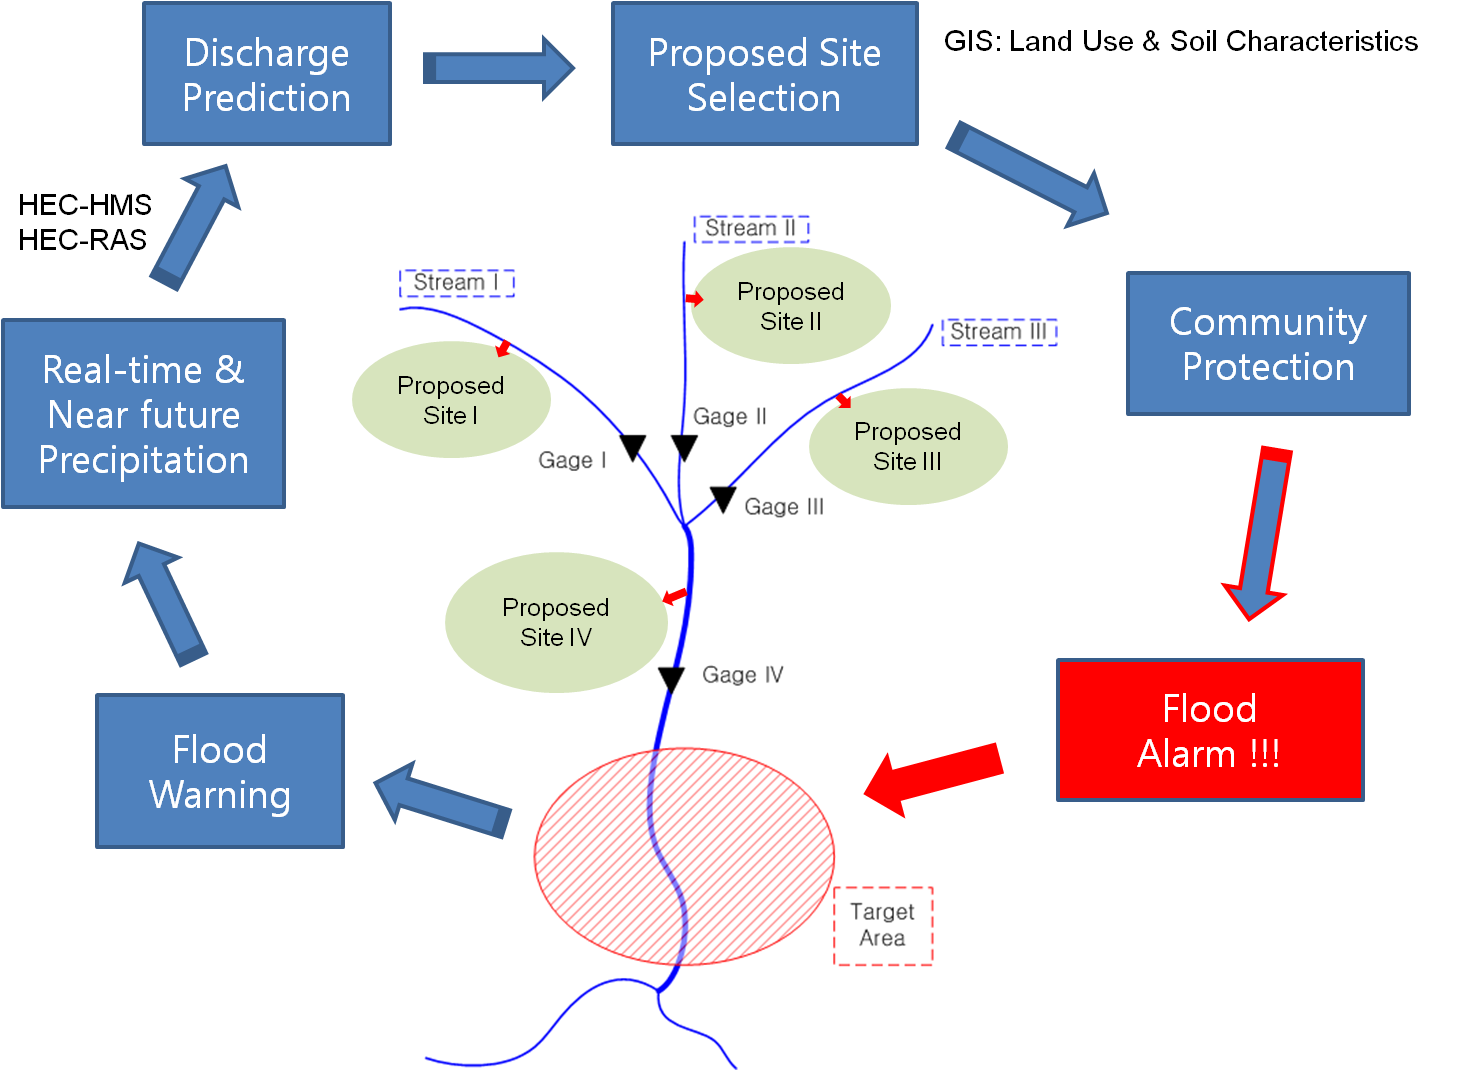 Discharge
Prediction
Proposed Site
Selection
GIS: Land Use & Soil Characteristics
HEC-HMS
HEC-RAS
Stream II
Stream I
Proposed
Site II
Stream III
Community
Protection
Real-time &
Near future
Precipitation
Proposed
Site I
Gage II
Proposed
Site III
Gage I
Gage III
Proposed
Site IV
Gage IV
Flood
Alarm !!!
Flood
Warning
Target
Area